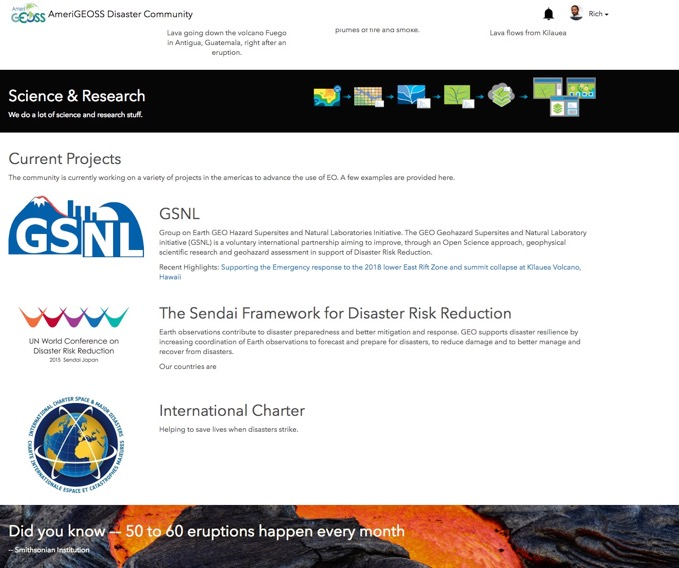 Ameri
GEOSS
AmeriGEOSS Disaster Community
Rich
Lava going down the volcano Fuego
in Antigua, Guatemala, right after an
eruption.
plumes of fire and smoke.
Lava flows from Kilauea
Science & Research
We do a lot of science and research stuff.
Current Projects
The community is currently working on a variety of projects in the americas to advance the use of EO. A few examples are provided here.
GSNL
GSNL
Group on Earth GEO Hazard Supersites and Natural Laboratories Initiative. The GEO Geohazard Supersites and Natural Laboratory
initiative (GSNL) is a voluntary international partnership aiming to improve, through an Open Science approach, geophysical
scientific research and geohazard assessment in support of Disaster Risk Reduction.
Recent Highlights: Supporting the Emergency response to the 2018 lower East Rift Zone and summit collapse at Kilauea Volcano,
Hawaii
UN World Conference on
Disaster Risk Reduction
2015 Sendai Japan
The Sendai Framework for Disaster Risk Reduction
Earth observations contribute to disaster preparedness and better mitigation and response. GEO supports disaster resilience by
increasing coordination of Earth observations to forecast and prepare for disasters, to reduce damage and to better manage and
recover from disasters.
Our countries are
INTERNATIONAL CHARTER SPACE & MAJOR DISASTERS
CHARTE INTERNATIONALE ESPACE ET CATASTROPHES MAJEURES
International Charter
Helping to save lives when disasters strike.
Did you know -- 50 to 60 eruptions happen every month
-- Smithsonian Institution